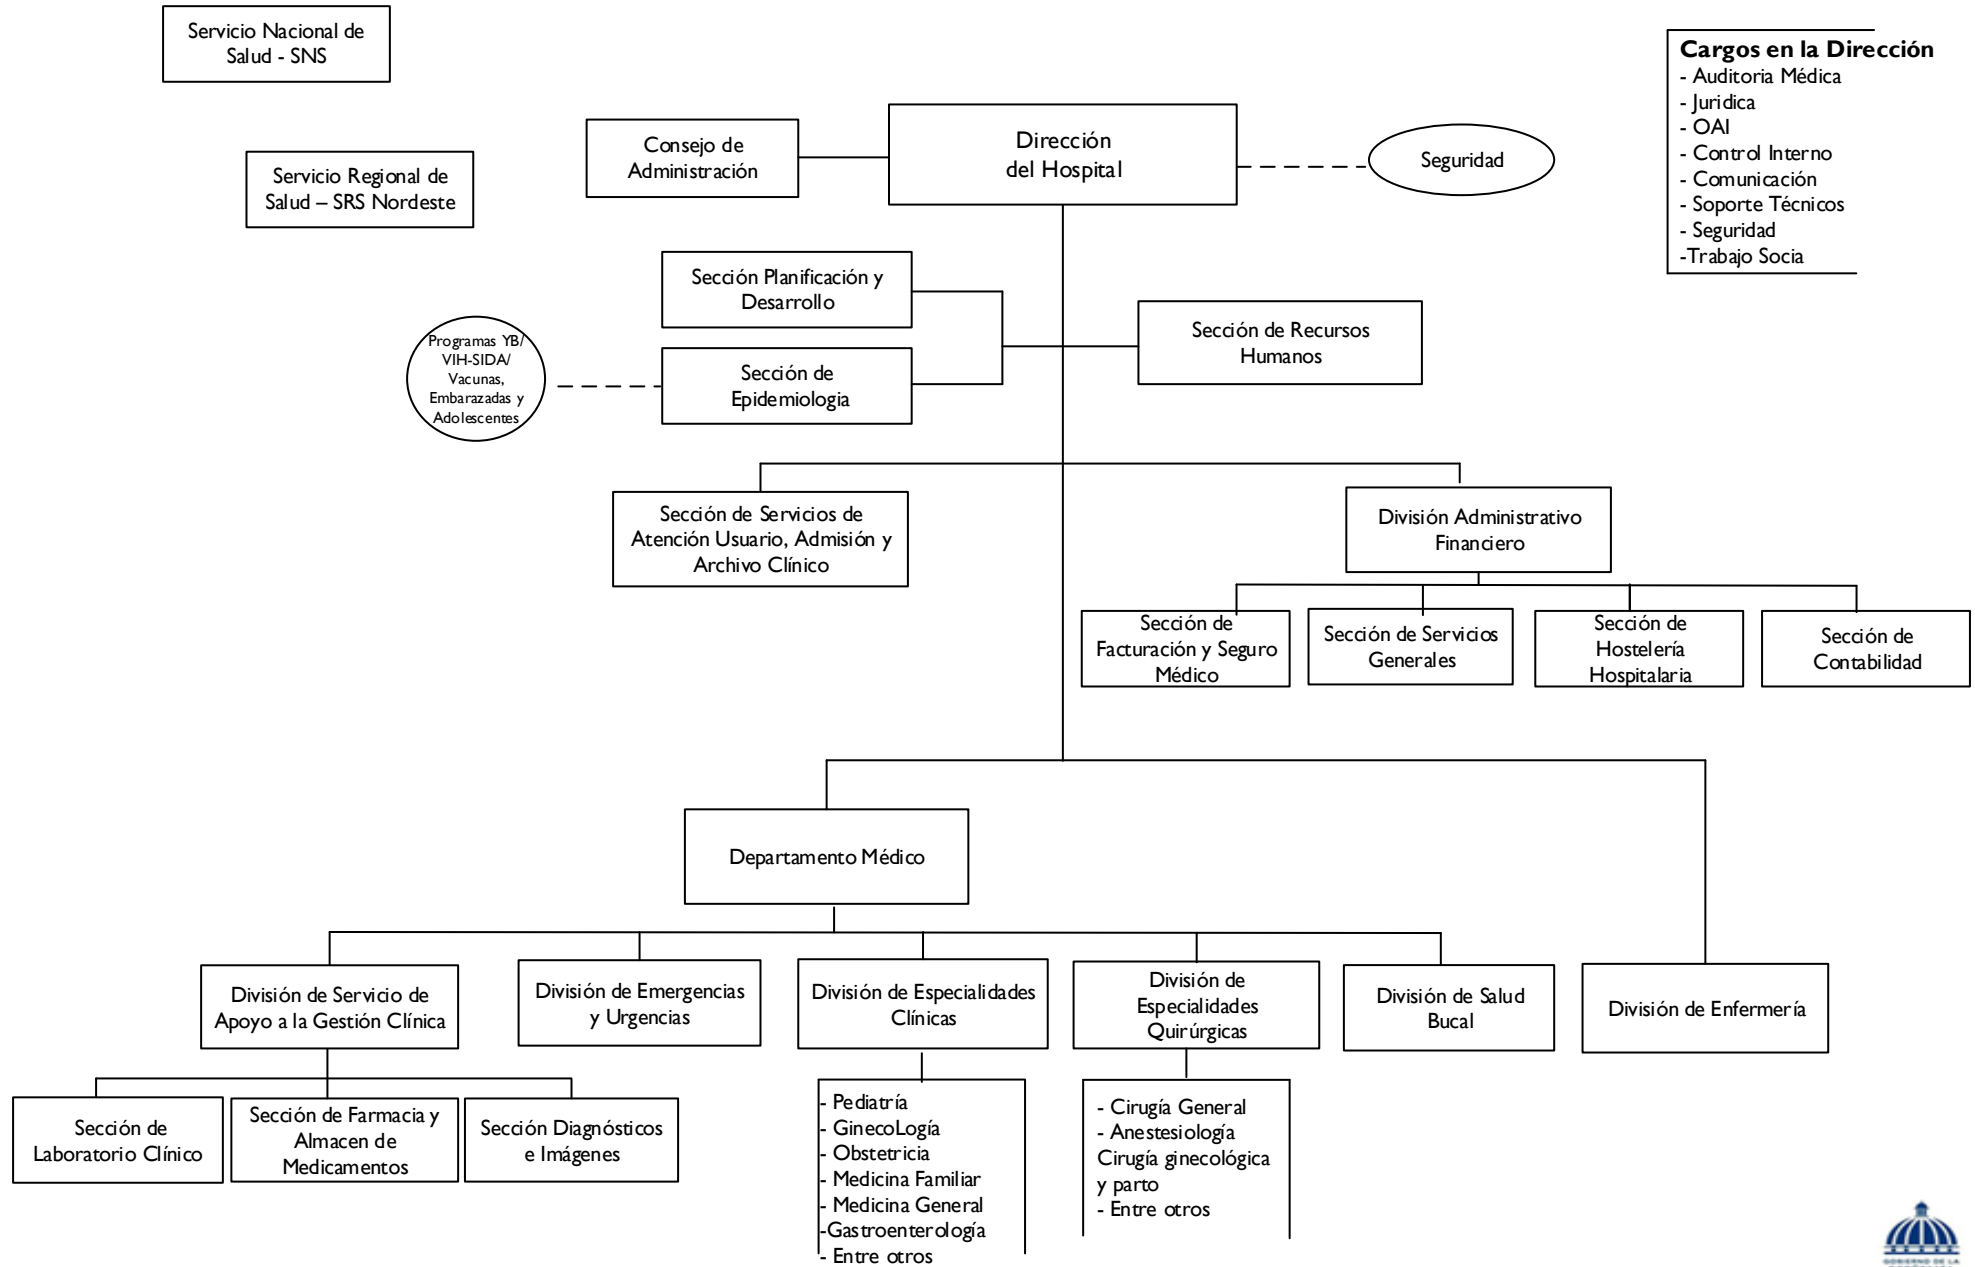 Servicio Nacional de
Salud - SNS
Cargos en la Dirección
- Auditoria Médica
- Juridica
- OAI
- Control Interno
- Comunicación
- Soporte Técnicos
- Seguridad
-Trabajo Socia
Consejo de
Administración
Dirección
del Hospital
Seguridad
Servicio Regional de
Salud – SRS Nordeste
Sección Planificación y
Desarrollo
Sección de Recursos
Humanos
Programas YB/
VIH-SIDA/
Vacunas,
Embarazadas y
Adolescentes
Sección de
Epidemiologia
Sección de Servicios de
Atención Usuario, Admisión y
Archivo Clínico
División Administrativo
Financiero
Sección de
Facturación y Seguro
Médico
Sección de Servicios
Generales
Sección de
Hostelería
Hospitalaria
Sección de
Contabilidad
Departamento Médico
División de Servicio de
Apoyo a la Gestión Clínica
División de Emergencias
y Urgencias
División de Especialidades
Clínicas
División de
Especialidades
Quirúrgicas
División de Salud
Bucal
División de Enfermería
Sección de
Laboratorio Clínico
Sección de Farmacia y
Almacen de
Medicamentos
Sección Diagnósticos
e Imágenes
- Pediatría
- GinecoLogía
- Obstetricia
- Medicina Familiar
- Medicina General
-Gastroenterología
- Entre otros
- Cirugía General
- Anestesiología
Cirugía ginecológica
y parto
- Entre otros
GOBIERNO DE LA